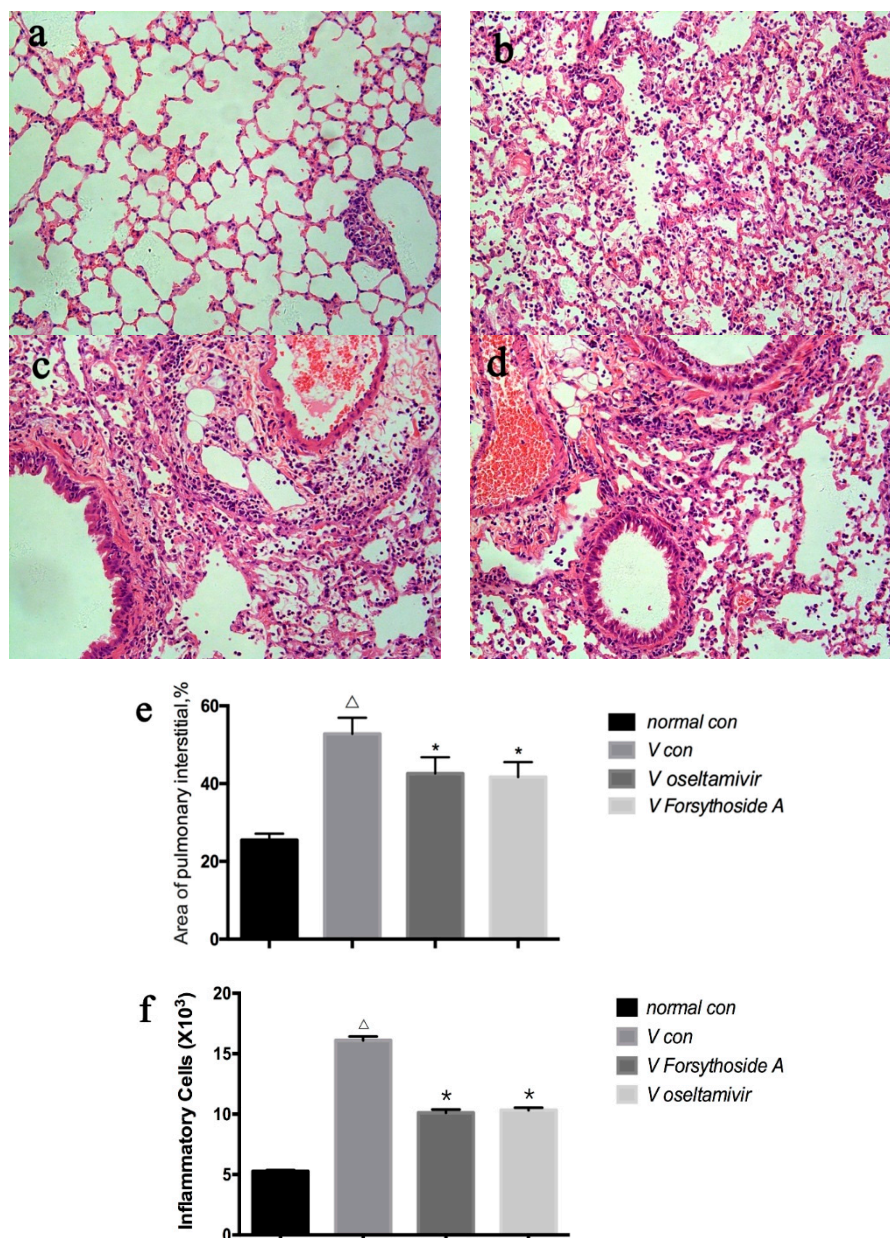 a
b
c
d
e
Area of pulmonary interstitial,%
60
40
20
0
△
*
*
normal con
V con
V oseltamivir
V Forsythoside A
f
Inflammatory Cells (X10³)
20
15
10
5
0
△
*
*
normal con
V con
V Forsythoside A
V oseltamivir